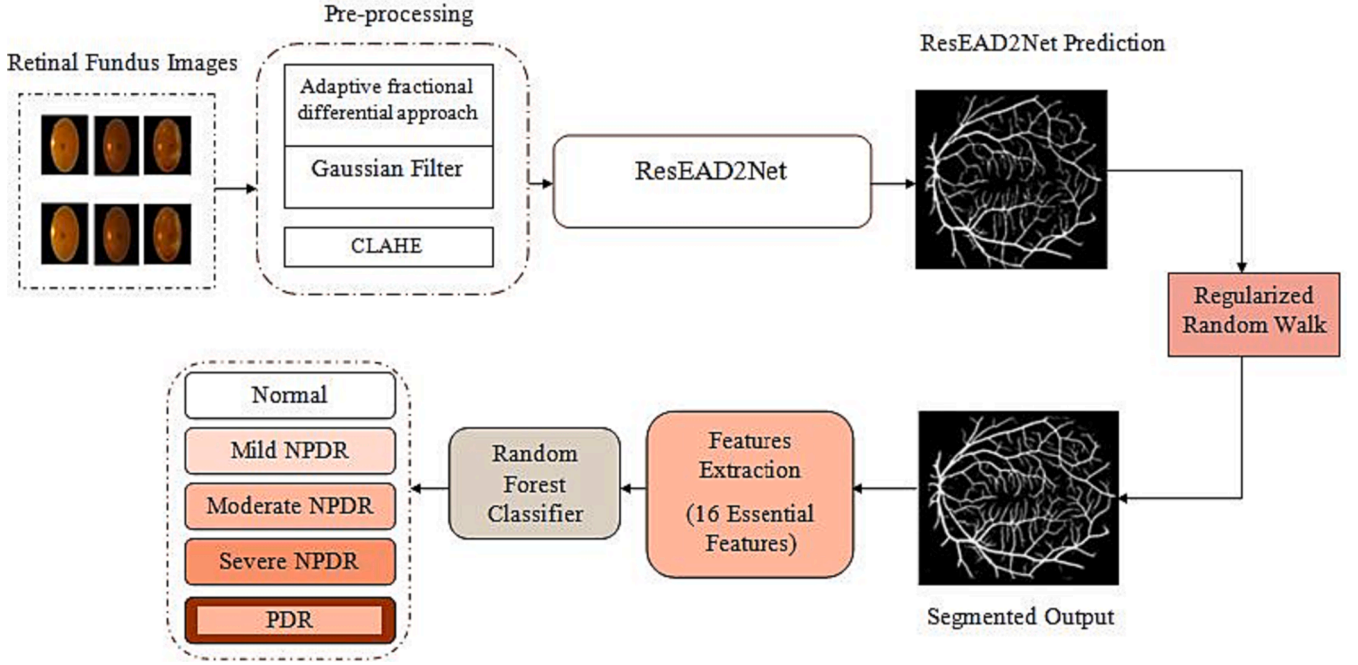 Retinal Fundus Images
Pre-processing
Adaptive fractional
differential approach
Gaussian Filter
CLAHE
ResEAD2Net
ResEAD2Net Prediction
Regularized
Random Walk
Segmented Output
Features
Extraction
(16 Essential
Features)
Random
Forest
Classifier
Normal
Mild NPDR
Moderate NPDR
Severe NPDR
PDR